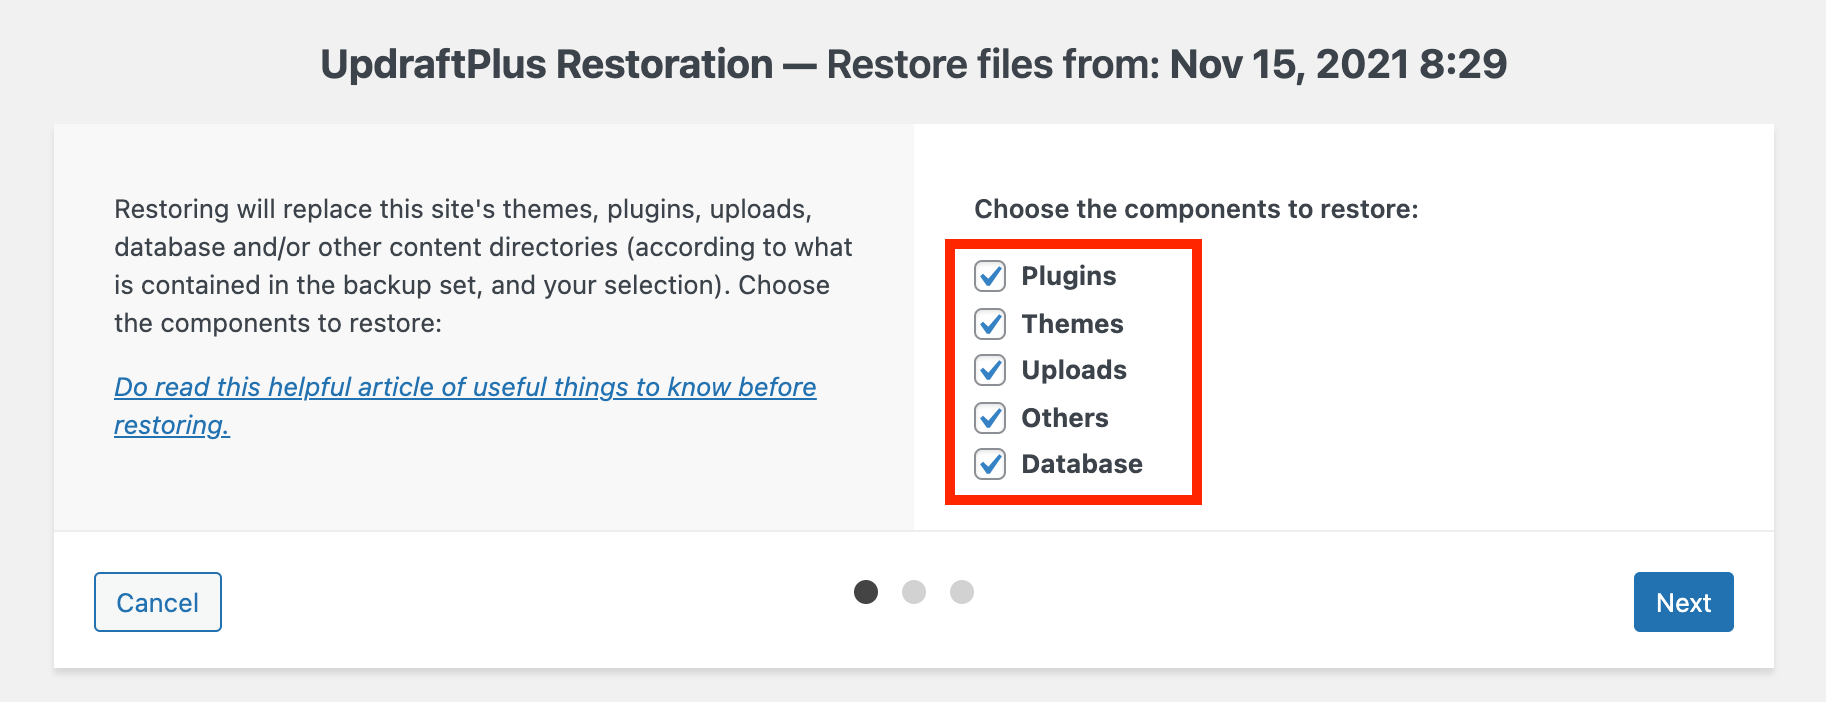 UpdraftPlus Restoration — Restore files from: Nov 15, 2021 8:29
Restoring will replace this site's themes, plugins, uploads,
database and/or other content directories (according to what
is contained in the backup set, and your selection). Choose
the components to restore:
Do read this helpful article of useful things to know before
restoring.
Choose the components to restore:
Plugins
Themes
Uploads
Others
Database
Cancel
Next